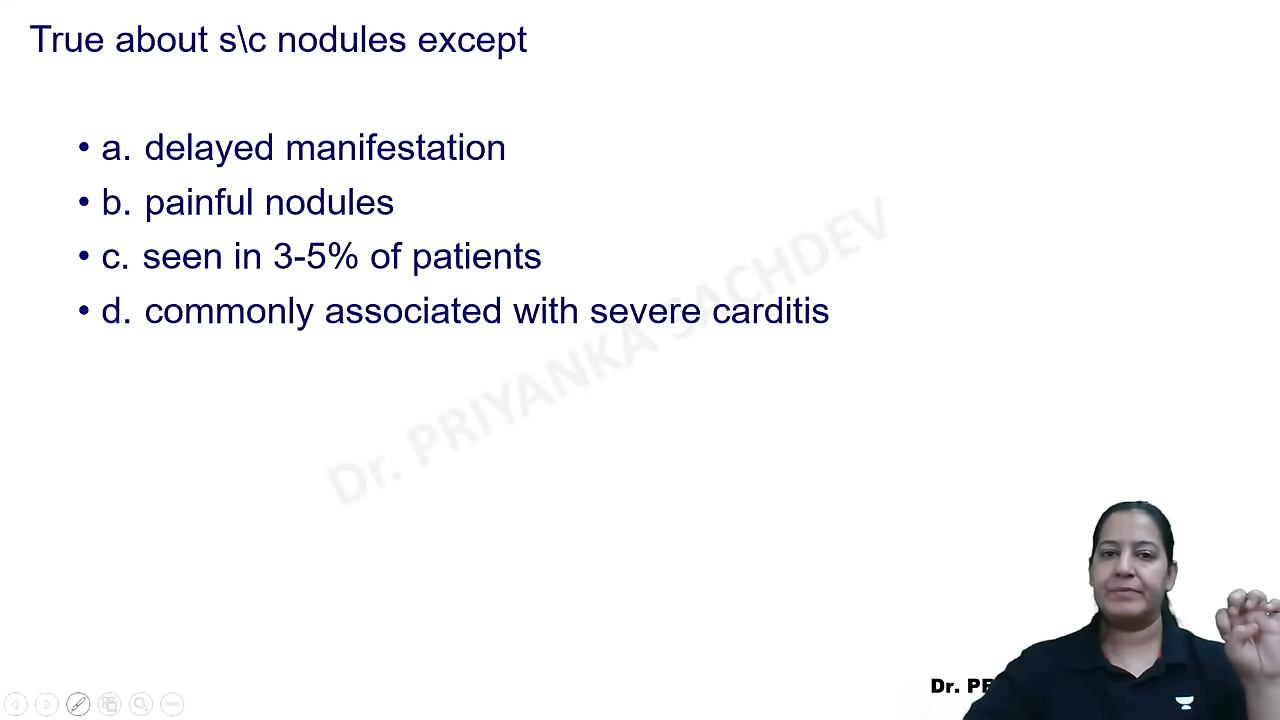 True about s\c nodules except
• a. delayed manifestation
• b. painful nodules
• c. seen in 3-5% of patients
• d. commonly associated with severe carditis
Dr. PRIYANKA SACHDEV
Dr.